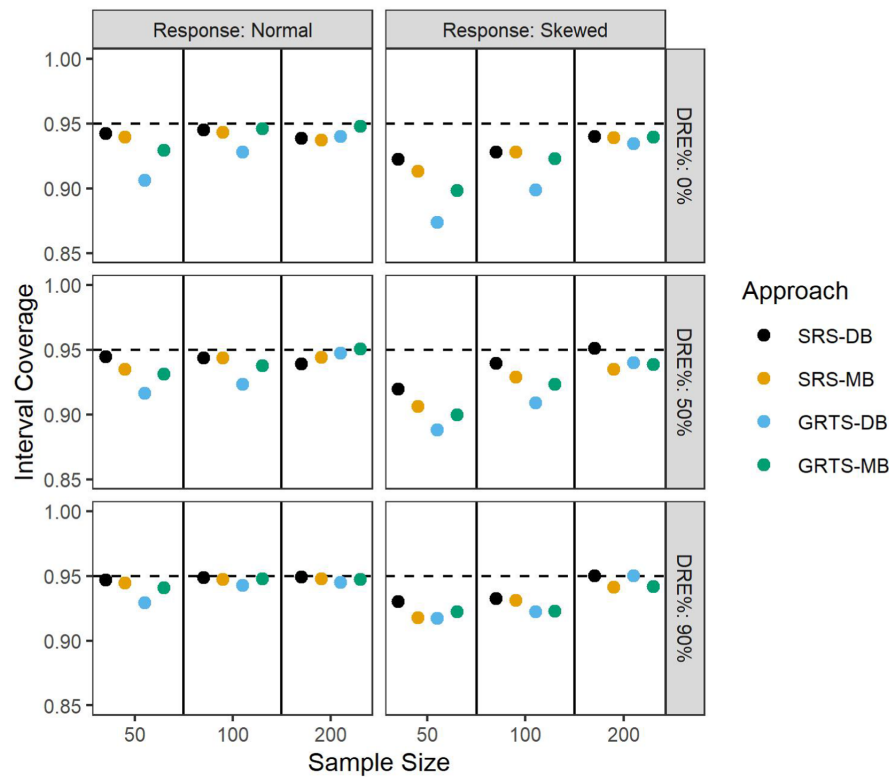 Response: Normal
Response: Skewed
1.00
0.95
0.90
0.85
DRE%: 0%
1.00
0.95
0.90
0.85
DRE%: 50%
1.00
0.95
0.90
0.85
DRE%: 90%
Interval Coverage
50
100
200
50
100
200
Sample Size
Approach
SRS-DB
SRS-MB
GRTS-DB
GRTS-MB